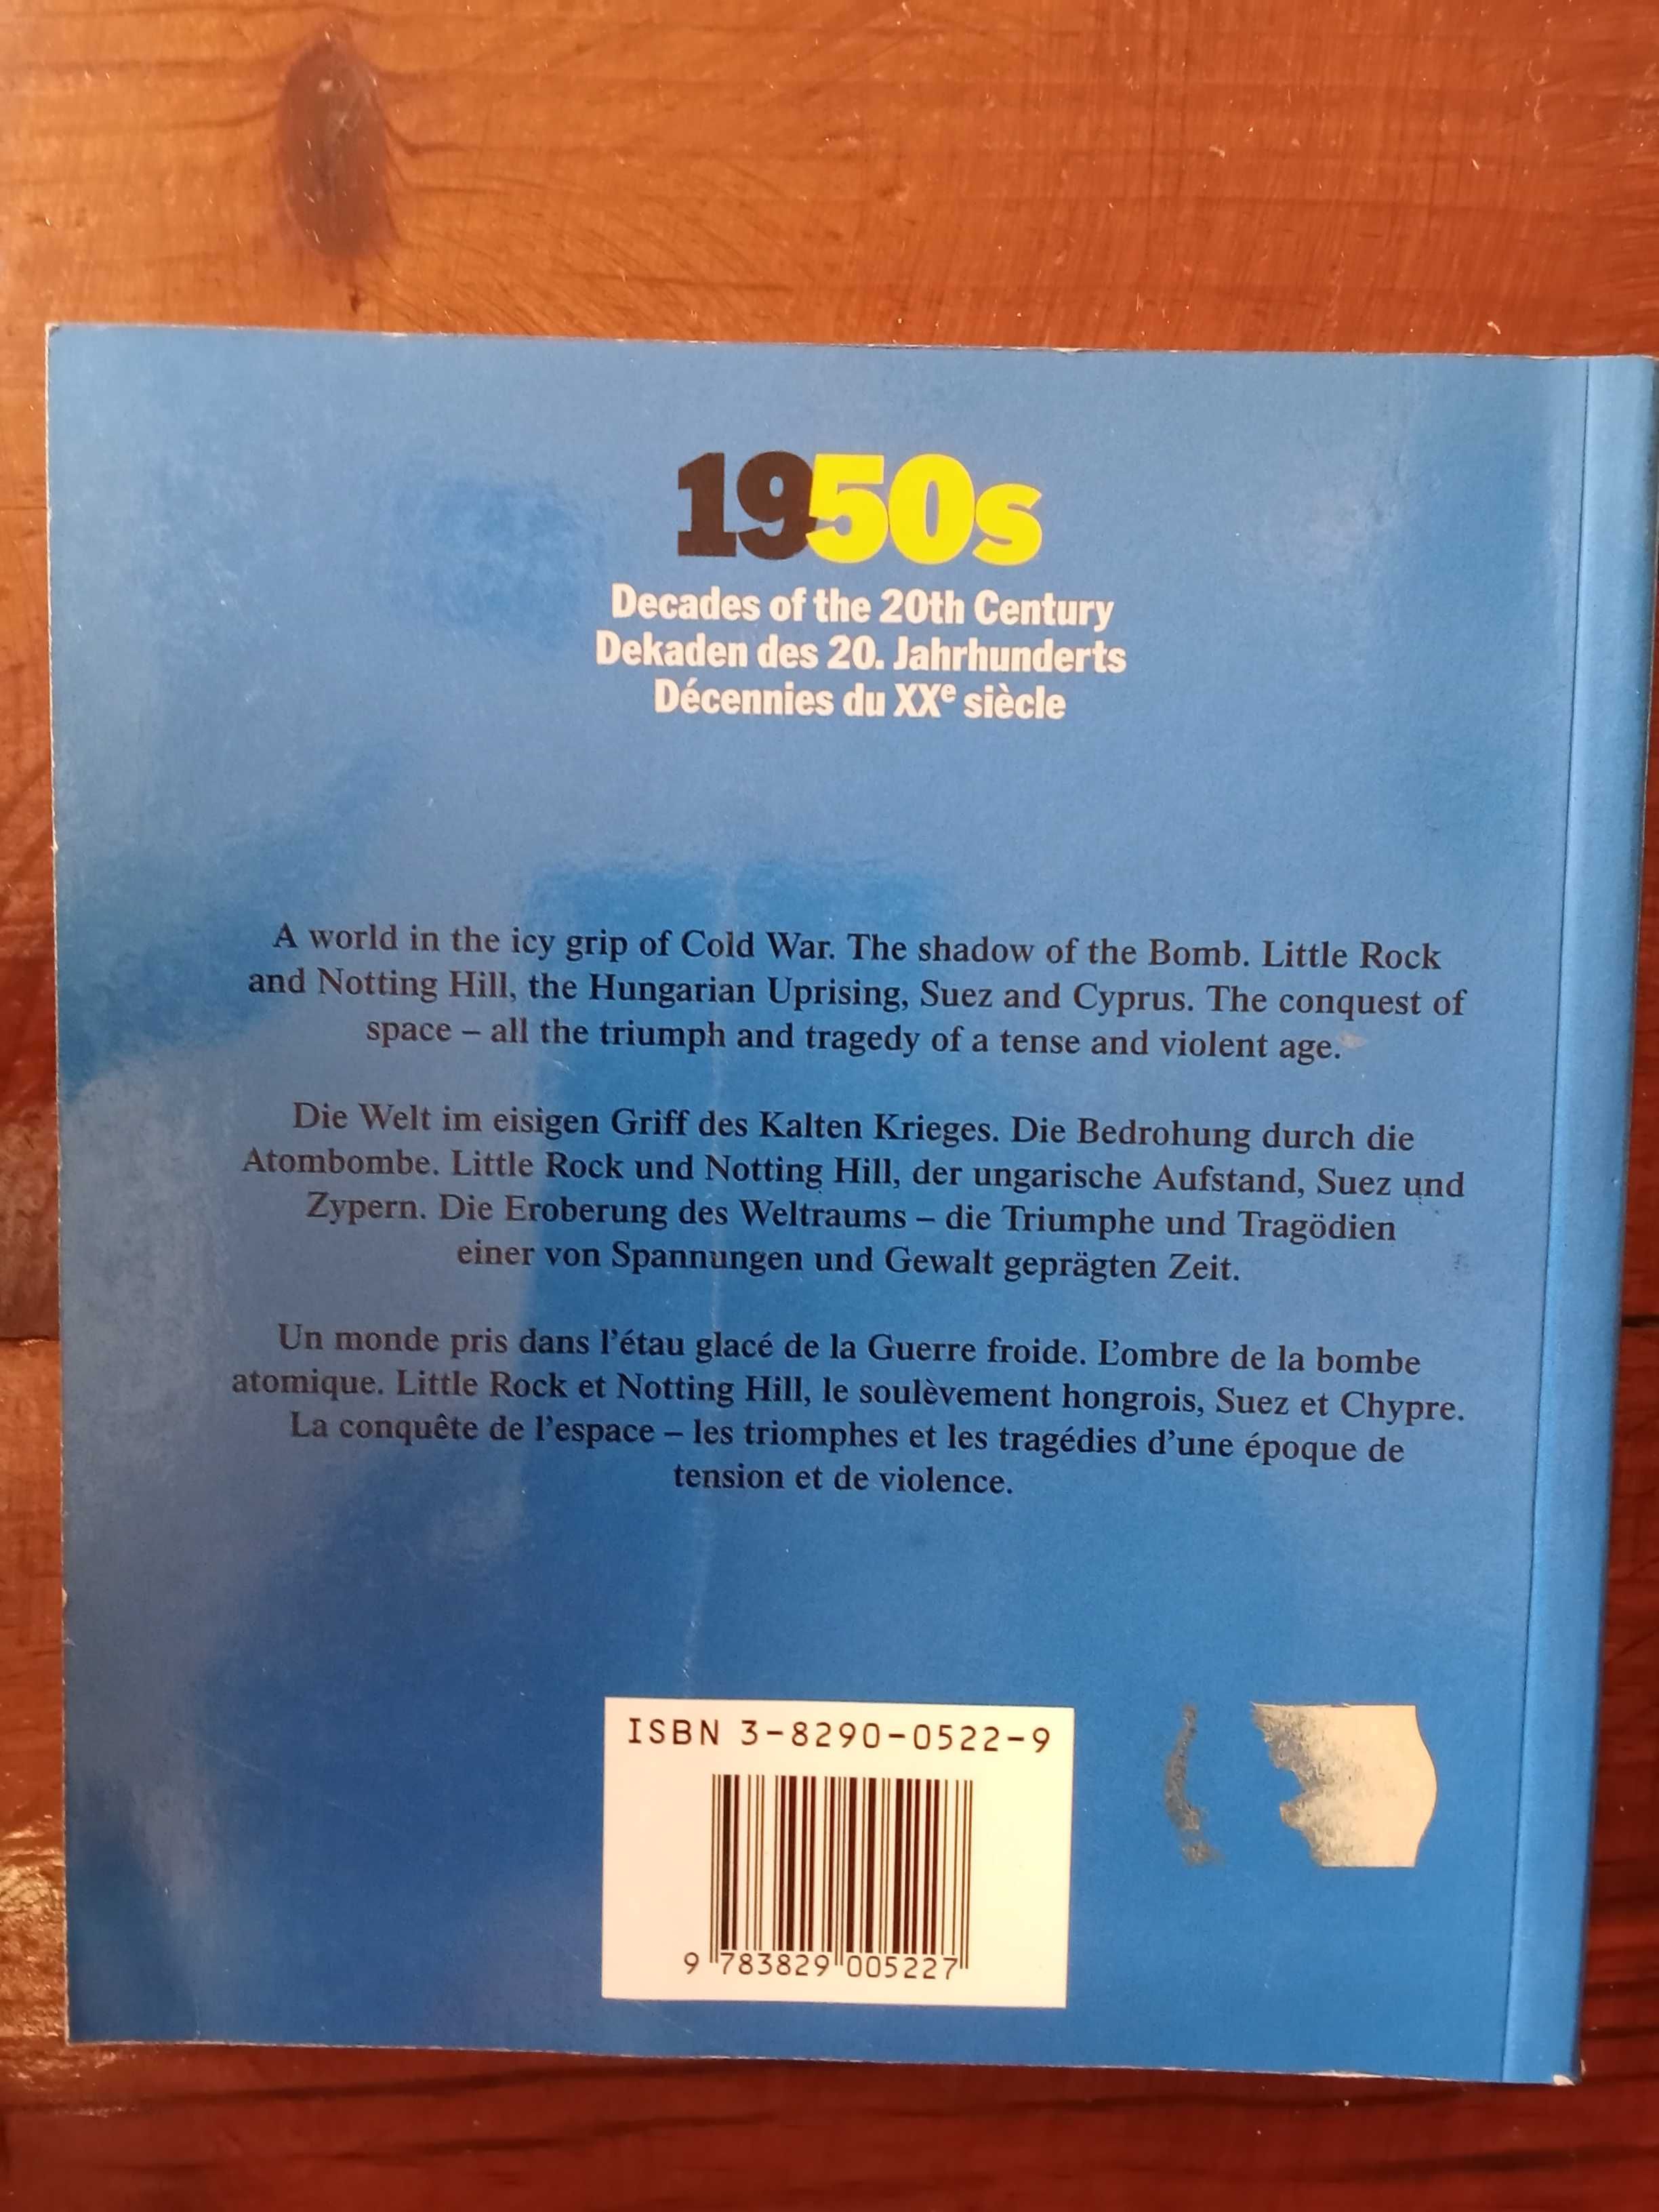 1950s
Decades of the 20th Century
Dekaden des 20. Jahrhunderts
Décennies du XXe siècle
A world in the icy grip of Cold War. The shadow of the Bomb. Little Rock
and Notting Hill, the Hungarian Uprising, Suez and Cyprus. The conquest of
space – all the triumph and tragedy of a tense and violent age.
Die Welt im eisigen Griff des Kalten Krieges. Die Bedrohung durch die
Atombombe. Little Rock und Notting Hill, der ungarische Aufstand, Suez und
Zypern. Die Eroberung des Weltraums – die Triumphe und Tragödien
einer von Spannungen und Gewalt geprägten Zeit.
Un monde pris dans l’étau glacé de la Guerre froide. L’ombre de la bombe
atomique. Little Rock et Notting Hill, le soulèvement hongrois, Suez et Chypre.
La conquête de l’espace – les triomphes et les tragédies d’une époque de
tension et de violence.
ISBN 3-8290-0522-9
9 783829 005227